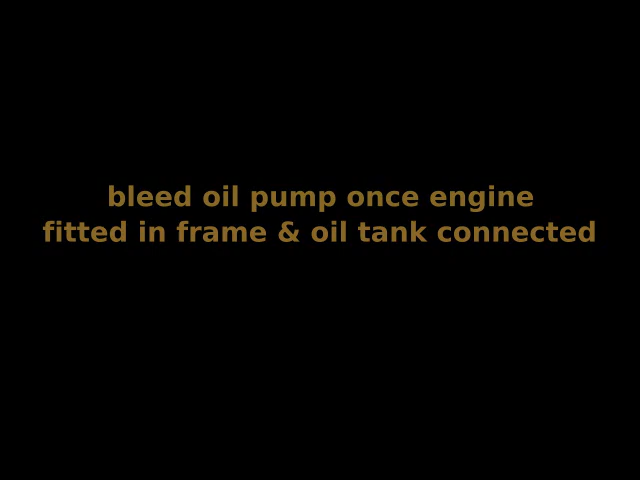 bleed oil pump once engine
fitted in frame & oil tank connected